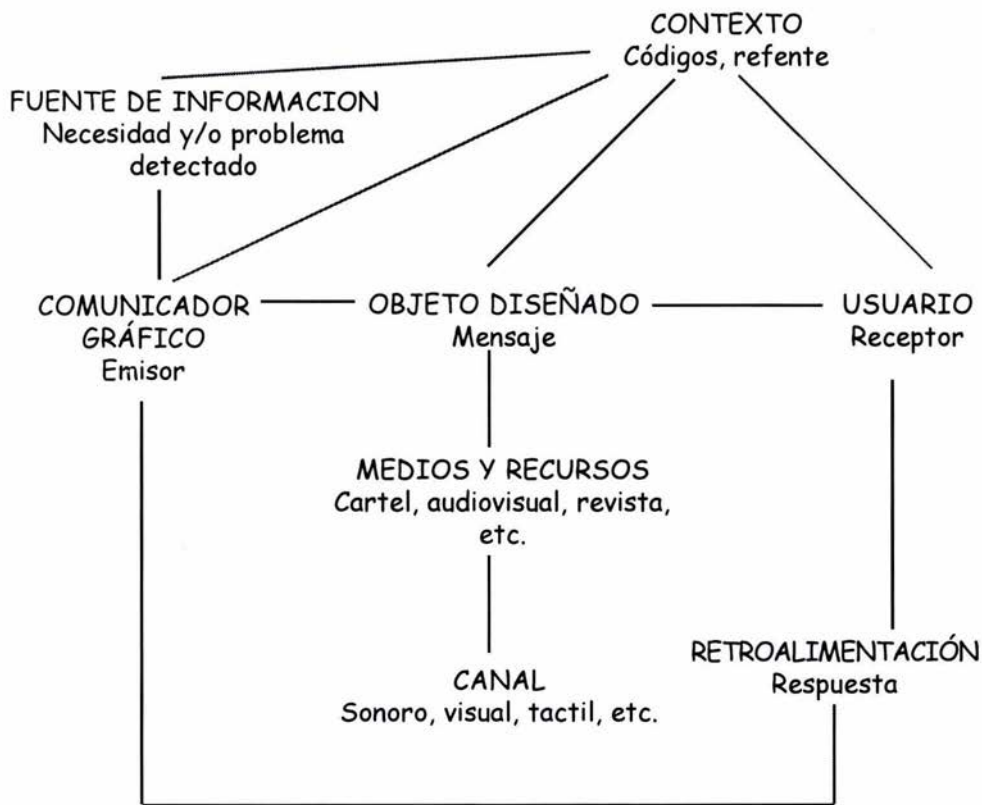 CONTEXTO
Códigos, refente
FUENTE DE INFORMACION
Necesidad y/o problema
detectado
COMUNICADOR
GRÁFICO
Emisor
OBJETO DISEÑADO
Mensaje
USUARIO
Receptor
MEDIOS Y RECURSOS
Cartel, audiovisual, revista,
etc.
CANAL
Sonoro, visual, tactil, etc.
RETROALIMENTACIÓN
Respuesta